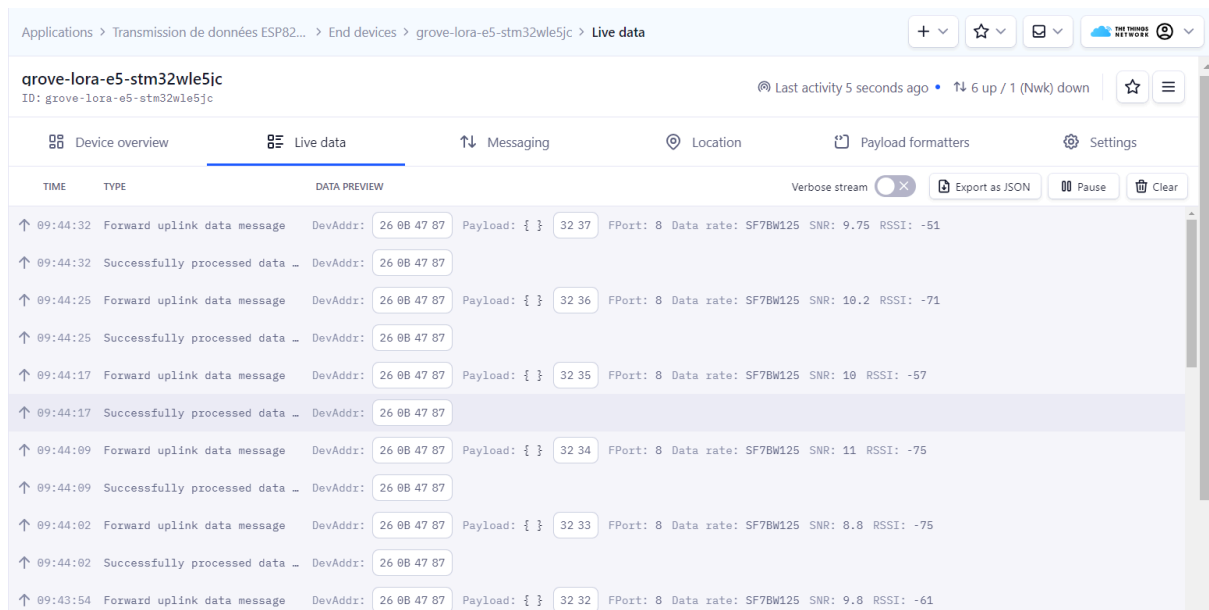 Applications > Transmission de données ESP82... > End devices > grove-lora-e5-stm32wle5jc > Live data
THE THINGS NETWORK
grove-lora-e5-stm32wle5jc
ID: grove-lora-e5-stm32wle5jc
Last activity 5 seconds ago • ↑↓ 6 up / 1 (Nwk) down
Device overview Live data Messaging Location Payload formatters Settings
TIME TYPE DATA PREVIEW Verbose stream Export as JSON Pause Clear
↑ 09:44:32 Forward uplink data message DevAddr: 26 0B 47 87 Payload: { } 32 37 FPort: 8 Data rate: SF7BW125 SNR: 9.75 RSSI: -51
↑ 09:44:32 Successfully processed data … DevAddr: 26 0B 47 87
↑ 09:44:25 Forward uplink data message DevAddr: 26 0B 47 87 Payload: { } 32 36 FPort: 8 Data rate: SF7BW125 SNR: 10.2 RSSI: -71
↑ 09:44:25 Successfully processed data … DevAddr: 26 0B 47 87
↑ 09:44:17 Forward uplink data message DevAddr: 26 0B 47 87 Payload: { } 32 35 FPort: 8 Data rate: SF7BW125 SNR: 10 RSSI: -57
↑ 09:44:17 Successfully processed data … DevAddr: 26 0B 47 87
↑ 09:44:09 Forward uplink data message DevAddr: 26 0B 47 87 Payload: { } 32 34 FPort: 8 Data rate: SF7BW125 SNR: 11 RSSI: -75
↑ 09:44:09 Successfully processed data … DevAddr: 26 0B 47 87
↑ 09:44:02 Forward uplink data message DevAddr: 26 0B 47 87 Payload: { } 32 33 FPort: 8 Data rate: SF7BW125 SNR: 8.8 RSSI: -75
↑ 09:44:02 Successfully processed data … DevAddr: 26 0B 47 87
↑ 09:43:54 Forward uplink data message DevAddr: 26 0B 47 87 Payload: { } 32 32 FPort: 8 Data rate: SF7BW125 SNR: 9.8 RSSI: -61